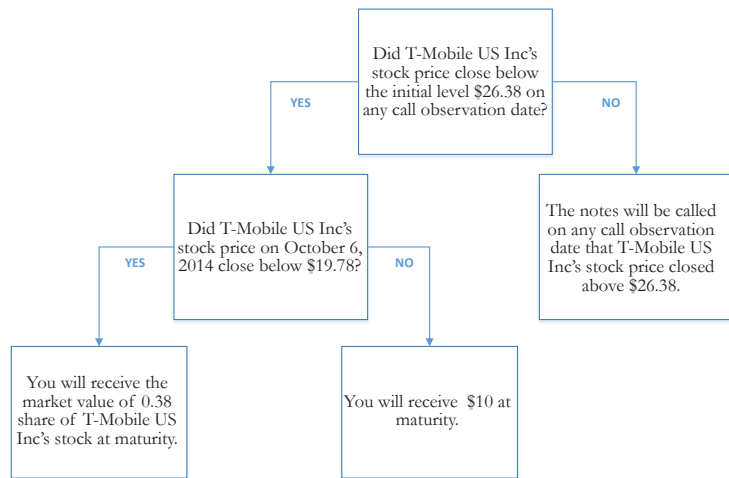 Did T-Mobile US Inc's
stock price close below
the initial level $26.38 on
any call observation date?
YES
NO
Did T-Mobile US Inc's
stock price on October 6,
2014 close below $19.78?
The notes will be called
on any call observation
date that T-Mobile US
Inc's stock price closed
above $26.38.
YES
NO
You will receive the
market value of 0.38
share of T-Mobile US
Inc's stock at maturity.
You will receive $10 at
maturity.